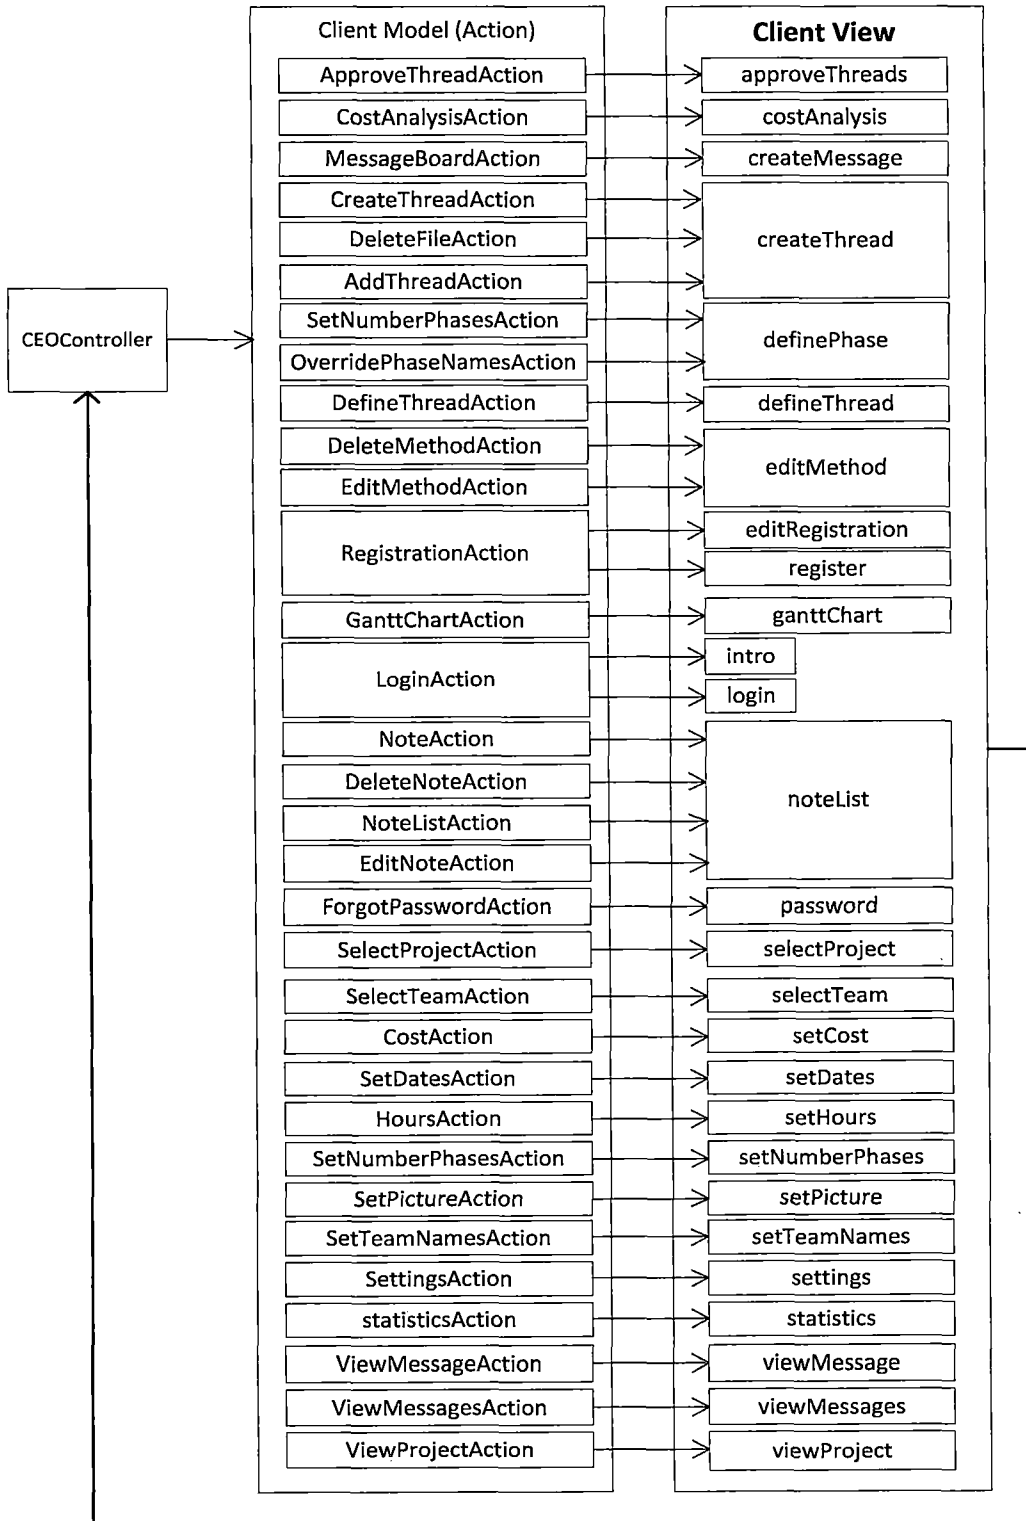 Client Model (Action)
Client View
ApproveThreadAction
approveThreads
CostAnalysisAction
costAnalysis
MessageBoardAction
createMessage
CreateThreadAction
DeleteFileAction
createThread
AddThreadAction
CEOController
SetNumberPhasesAction
definePhase
OverridePhaseNamesAction
DefineThreadAction
defineThread
DeleteMethodAction
editMethod
EditMethodAction
RegistrationAction
editRegistration
register
GanttChartAction
ganttChart
LoginAction
intro
login
NoteAction
DeleteNoteAction
noteList
NoteListAction
EditNoteAction
ForgotPasswordAction
password
SelectProjectAction
selectProject
SelectTeamAction
selectTeam
CostAction
setCost
SetDatesAction
setDates
HoursAction
setHours
SetNumberPhasesAction
setNumberPhases
SetPictureAction
setPicture
SetTeamNamesAction
setTeamNames
SettingsAction
settings
statisticsAction
statistics
ViewMessageAction
viewMessage
ViewMessagesAction
viewMessages
ViewProjectAction
viewProject